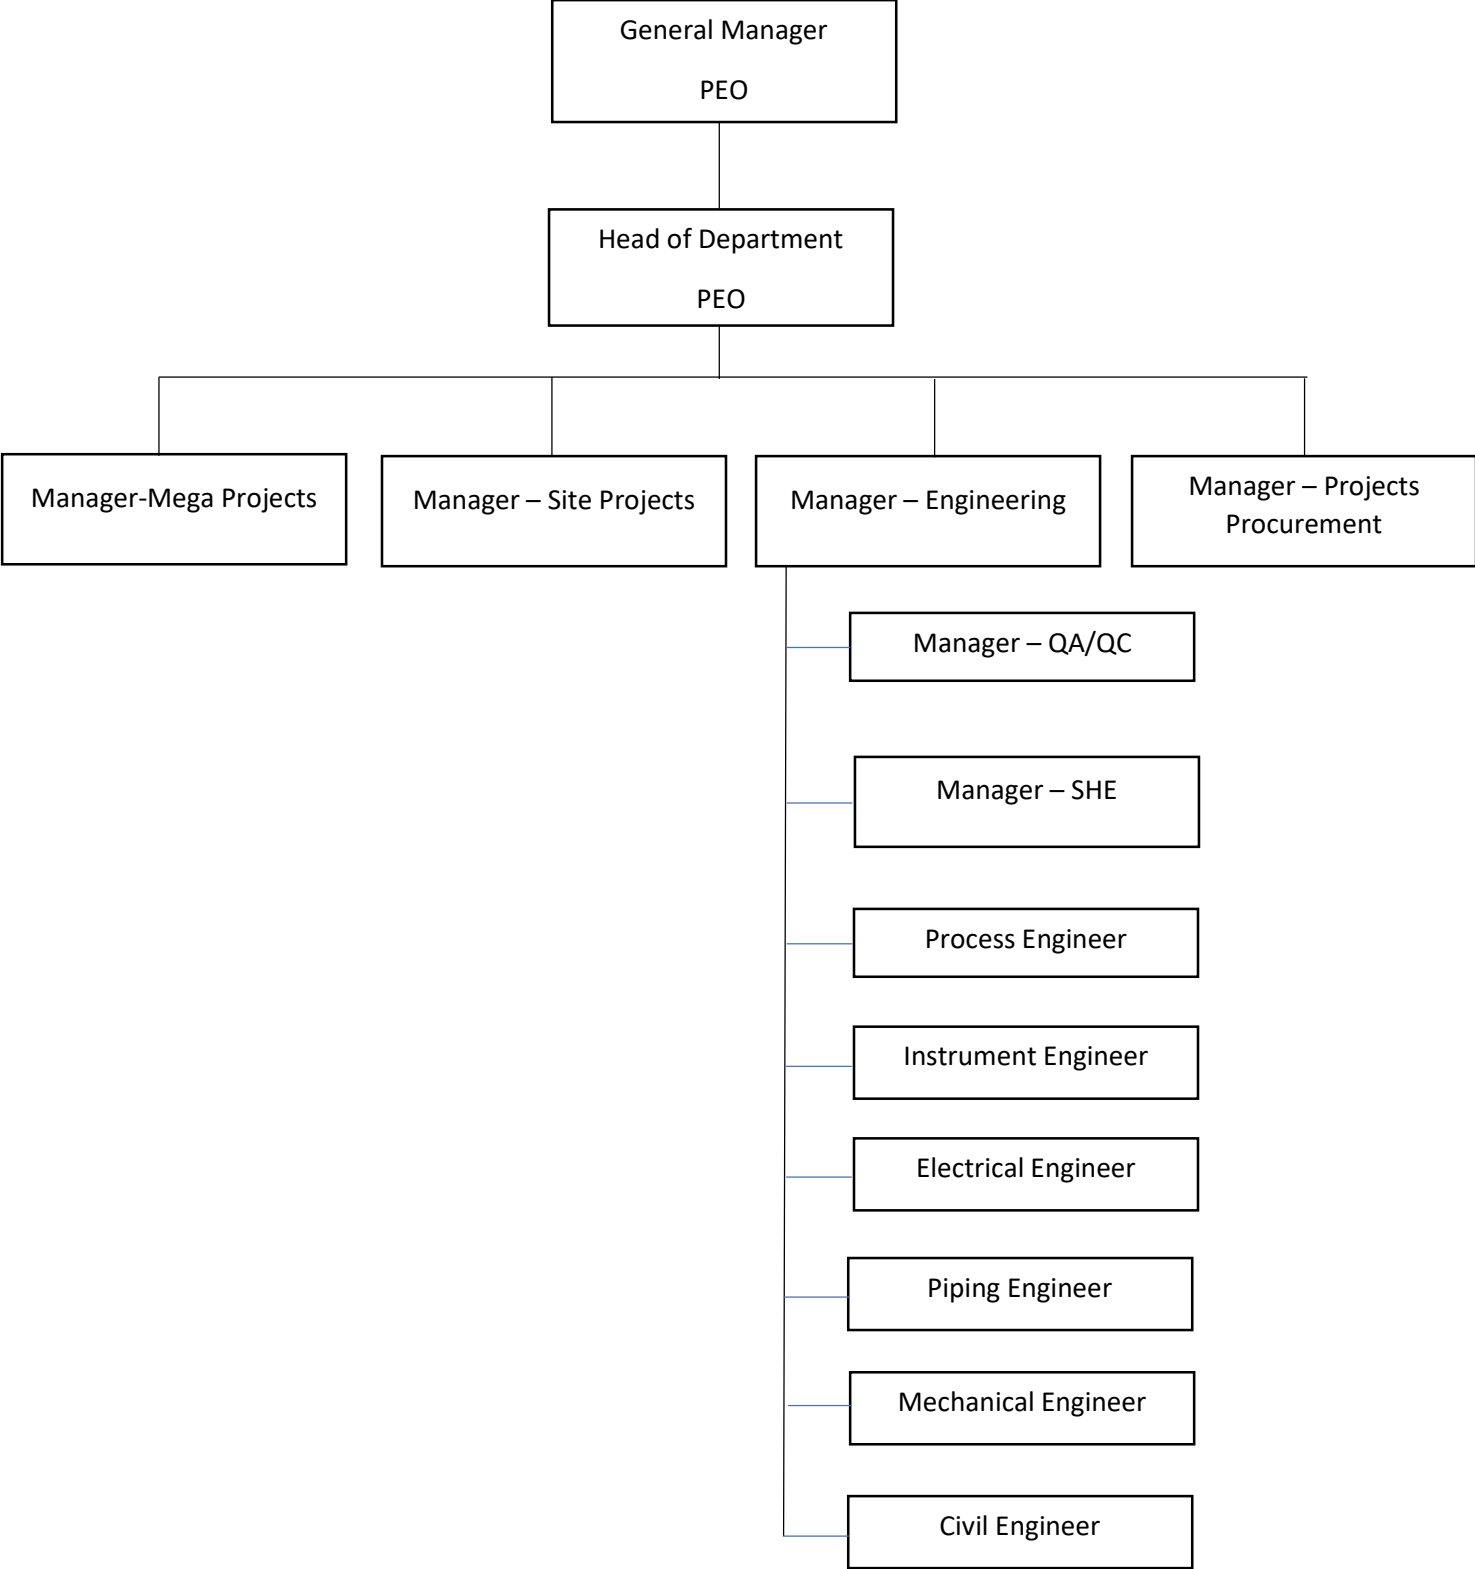 General Manager
PEO
Head of Department
PEO
Manager-Mega Projects
Manager – Site Projects
Manager – Engineering
Manager – Projects
Procurement
Manager – QA/QC
Manager – SHE
Process Engineer
Instrument Engineer
Electrical Engineer
Piping Engineer
Mechanical Engineer
Civil Engineer